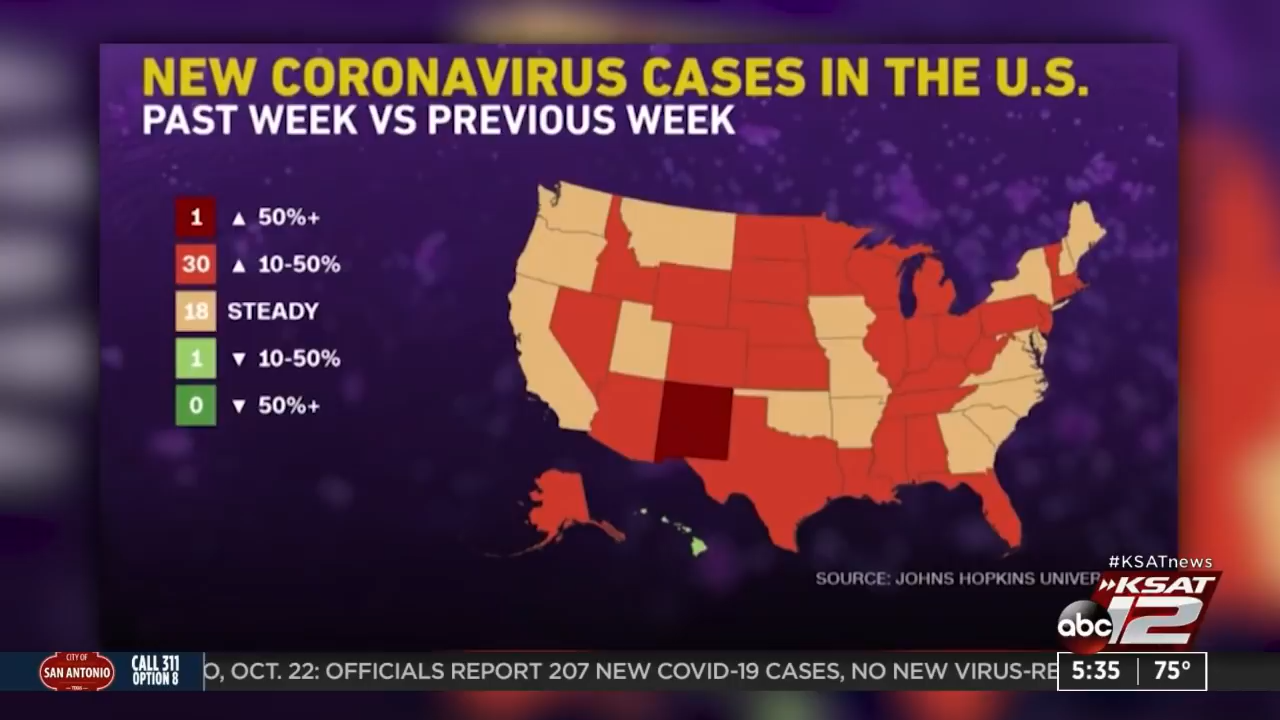 NEW CORONAVIRUS CASES IN THE U.S.
PAST WEEK VS PREVIOUS WEEK
1 ▲ 50%+
30 ▲ 10-50%
18 STEADY
1 ▼ 10-50%
0 ▼ 50%+
SOURCE: JOHNS HOPKINS UNIVER
#KSATnews
KSAT
abc 12
CITY OF
SAN ANTONIO
TEXAS
CALL 311
OPTION 8
O, OCT. 22: OFFICIALS REPORT 207 NEW COVID-19 CASES, NO NEW VIRUS-RE
5:35 75°